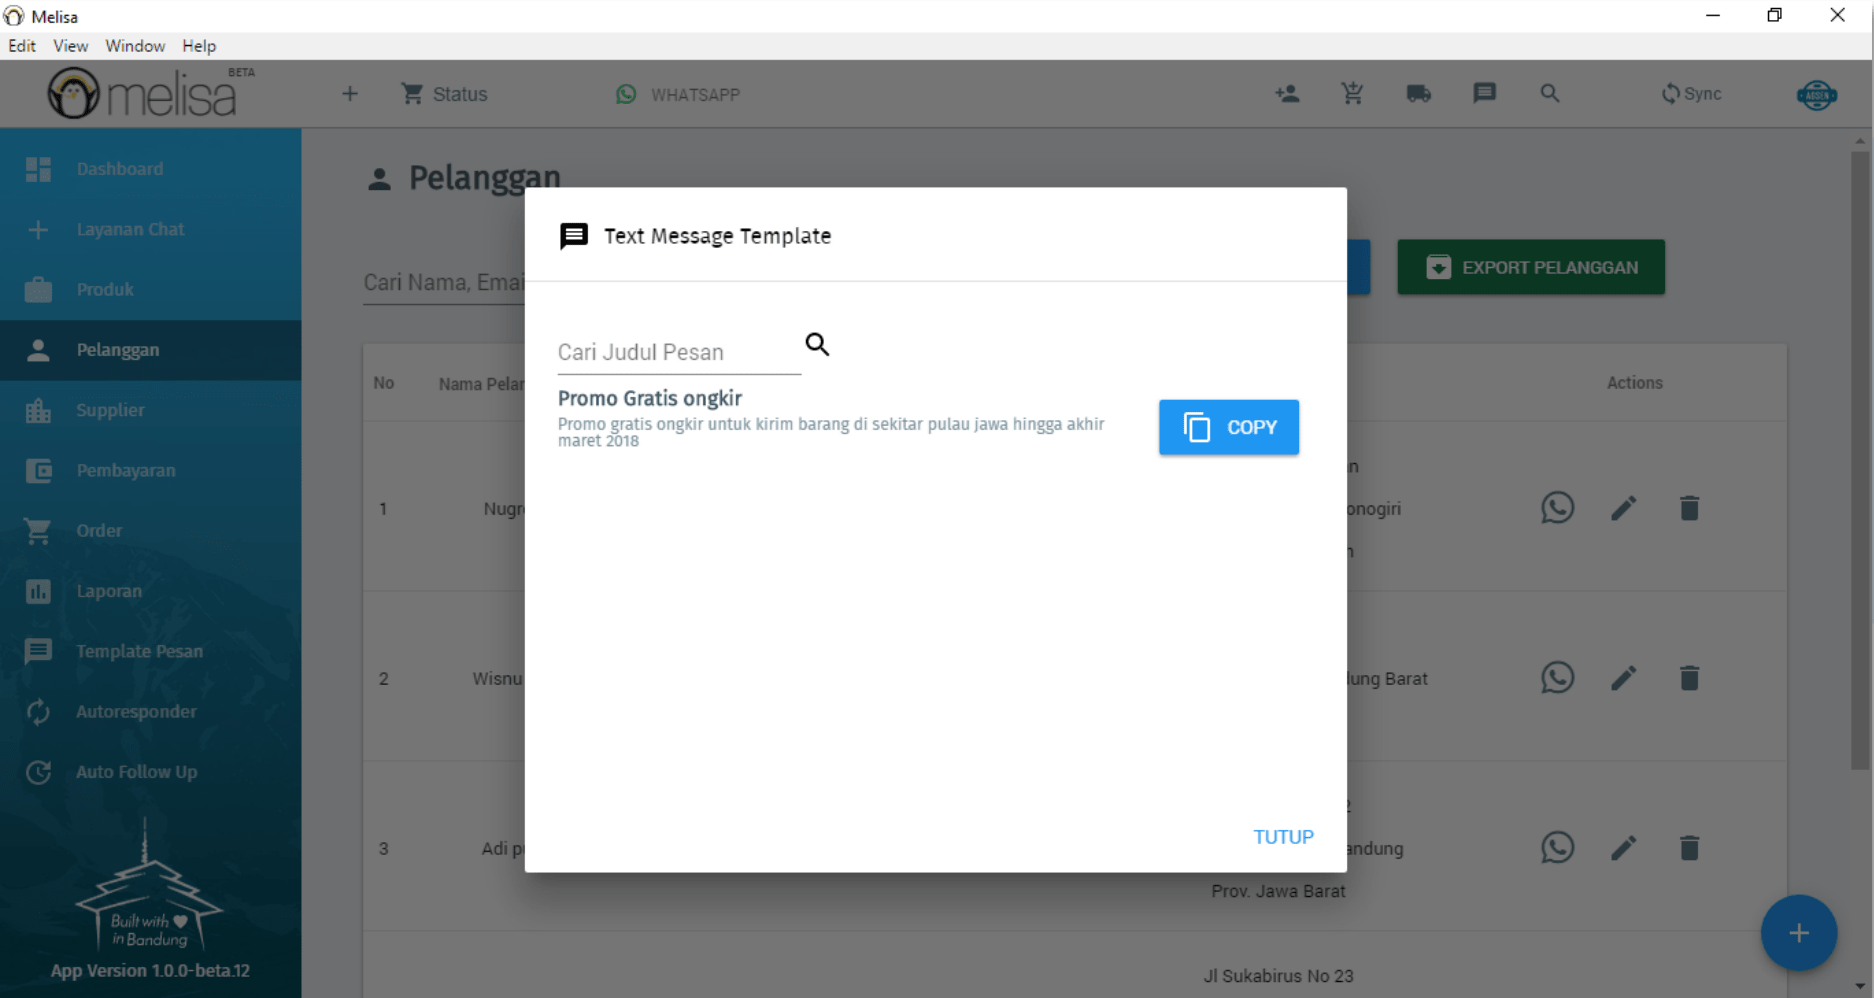 Melisa
Edit View Window Help
melisa BETA
Status
WHATSAPP
Sync
AGSEN
Dashboard
Layanan Chat
Produk
Pelanggan
Supplier
Pembayaran
Order
Laporan
Template Pesan
Autoresponder
Auto Follow Up
Built with
in Bandung
App Version 1.0.0-beta.12
Pelanggan
Cari Nama, Emai
EXPORT PELANGGAN
No Nama Pelan Actions
1 Nugr onogiri
2 Wisnu ung Barat
3 Adi p andung
Prov. Jawa Barat
Jl Sukabirus No 23
Text Message Template
Cari Judul Pesan
Promo Gratis ongkir
Promo gratis ongkir untuk kirim barang di sekitar pulau jawa hingga akhir
maret 2018
COPY
TUTUP